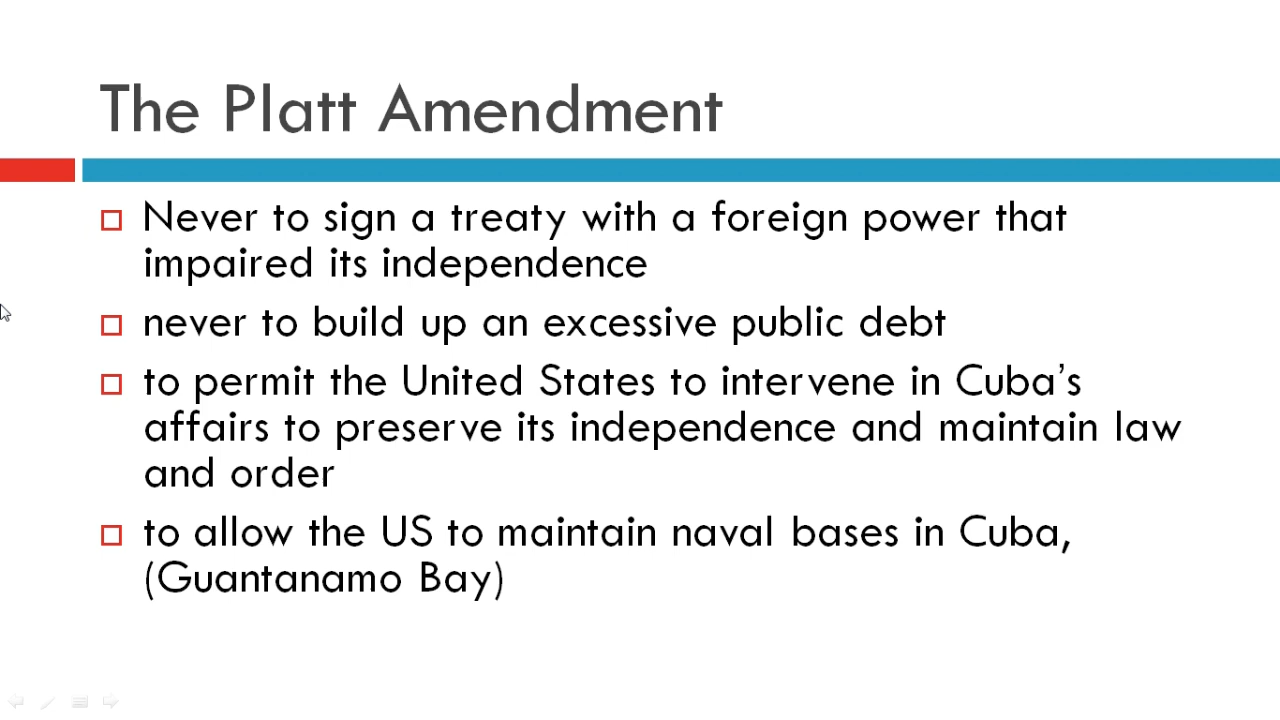 The Platt Amendment
Never to sign a treaty with a foreign power that
impaired its independence
never to build up an excessive public debt
to permit the United States to intervene in Cuba's
affairs to preserve its independence and maintain law
and order
to allow the US to maintain naval bases in Cuba,
(Guantanamo Bay)